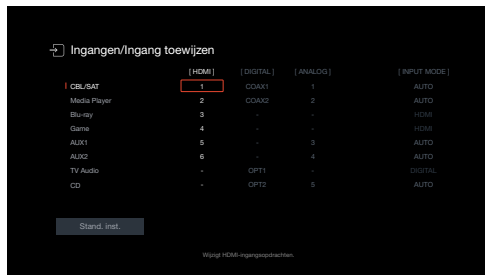 Ingangen/Ingang toewijzen
[ HDMI ] [ DIGITAL ] [ ANALOG ] [ INPUT MODE ]
CBL/SAT 1 COAX1 1 AUTO
Media Player 2 COAX2 2 AUTO
Blu-ray 3 - - HDMI
Game 4 - - HDMI
AUX1 5 - 3 AUTO
AUX2 6 - 4 AUTO
TV Audio - OPT1 - DIGITAL
CD - OPT2 5 AUTO
Stand. inst.
Wijzigt HDMI-ingangsopdrachten.